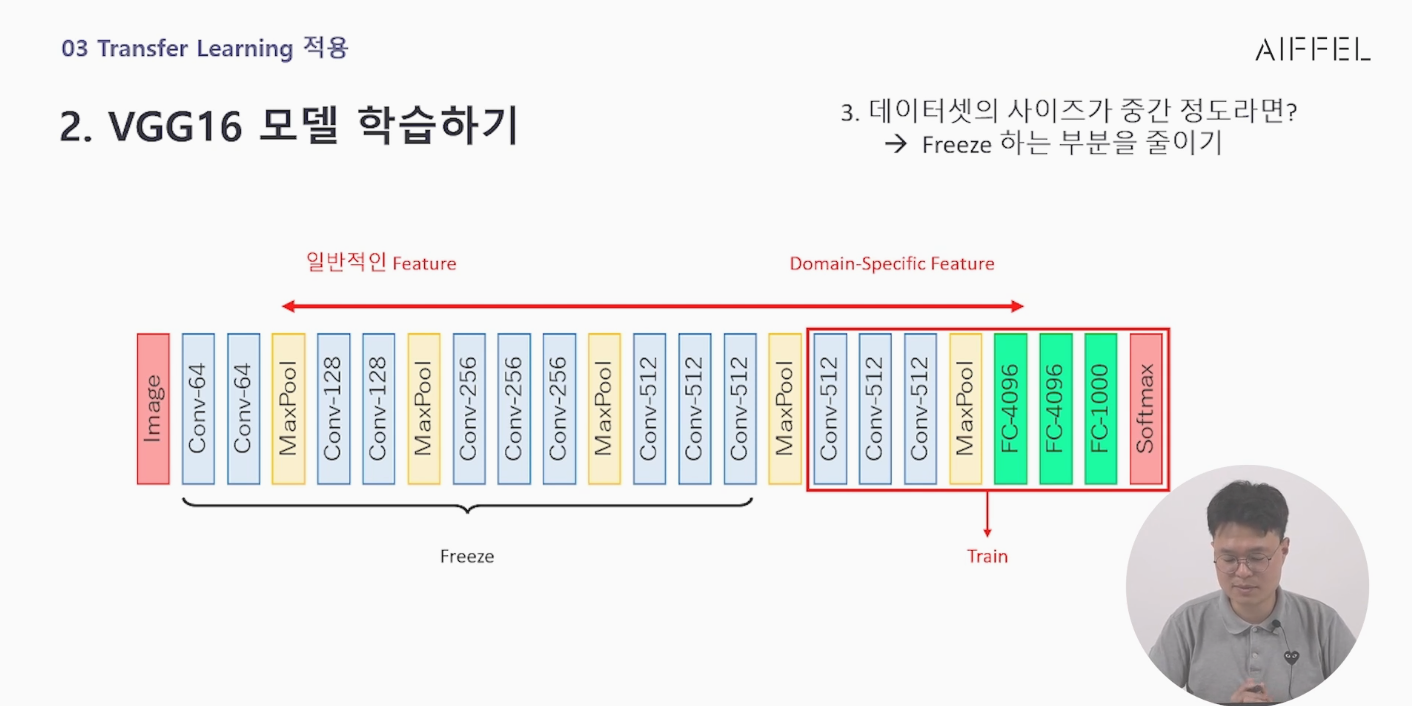 03 Transfer Learning 적용
AIFFEL
2. VGG16 모델 학습하기
3. 데이터셋의 사이즈가 중간 정도라면?
→ Freeze 하는 부분을 줄이기
일반적인 Feature
Domain-Specific Feature
Image
Conv-64
Conv-64
MaxPool
Conv-128
Conv-128
MaxPool
Conv-256
Conv-256
Conv-256
MaxPool
Conv-512
Conv-512
Conv-512
MaxPool
Conv-512
Conv-512
Conv-512
MaxPool
FC-4096
FC-4096
FC-1000
Softmax
Freeze
Train